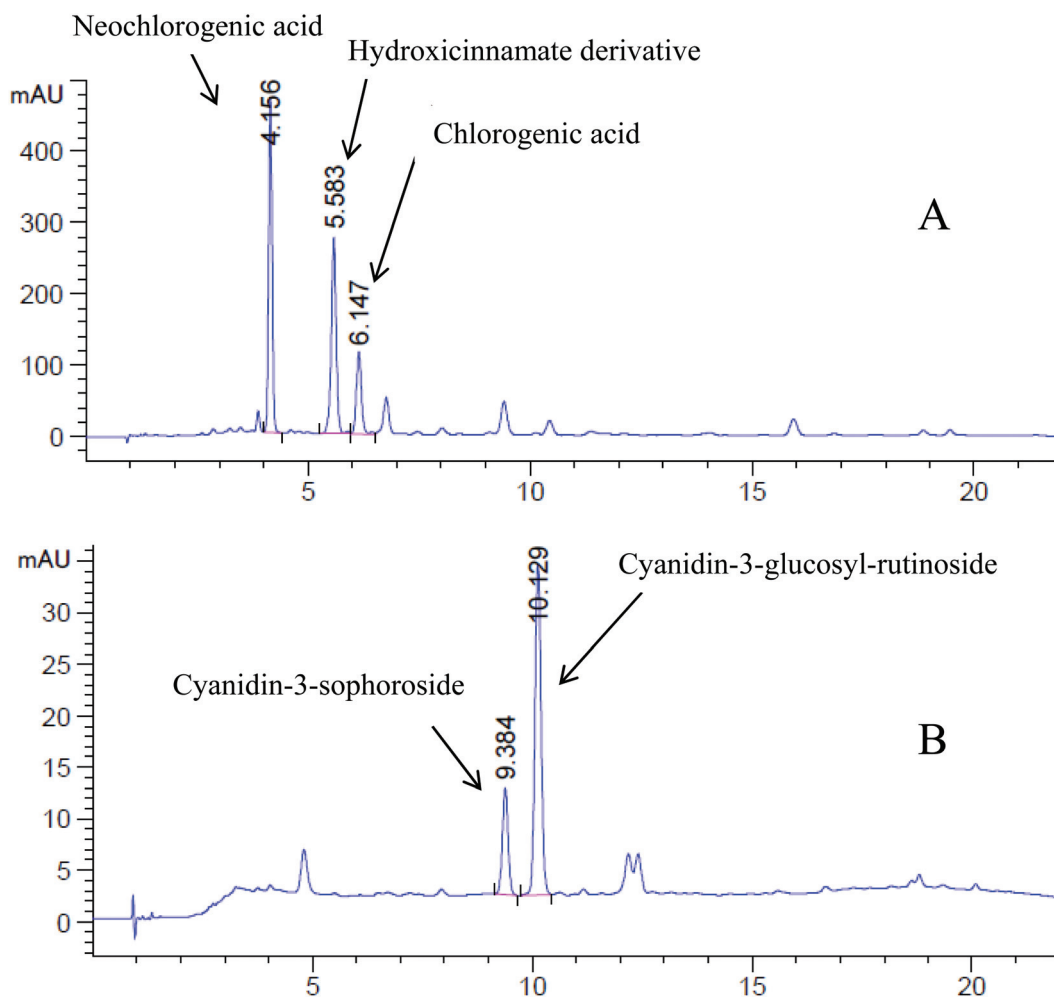 Neochlorogenic acid
Hydroxicinnamate derivative
Chlorogenic acid
mAU
4.156
5.583
6.147
A
400
300
200
100
0
5
10
15
20
mAU
10.129
Cyanidin-3-glucosyl-rutinoside
Cyanidin-3-sophoroside
9.384
B
30
25
20
15
10
5
0
5
10
15
20